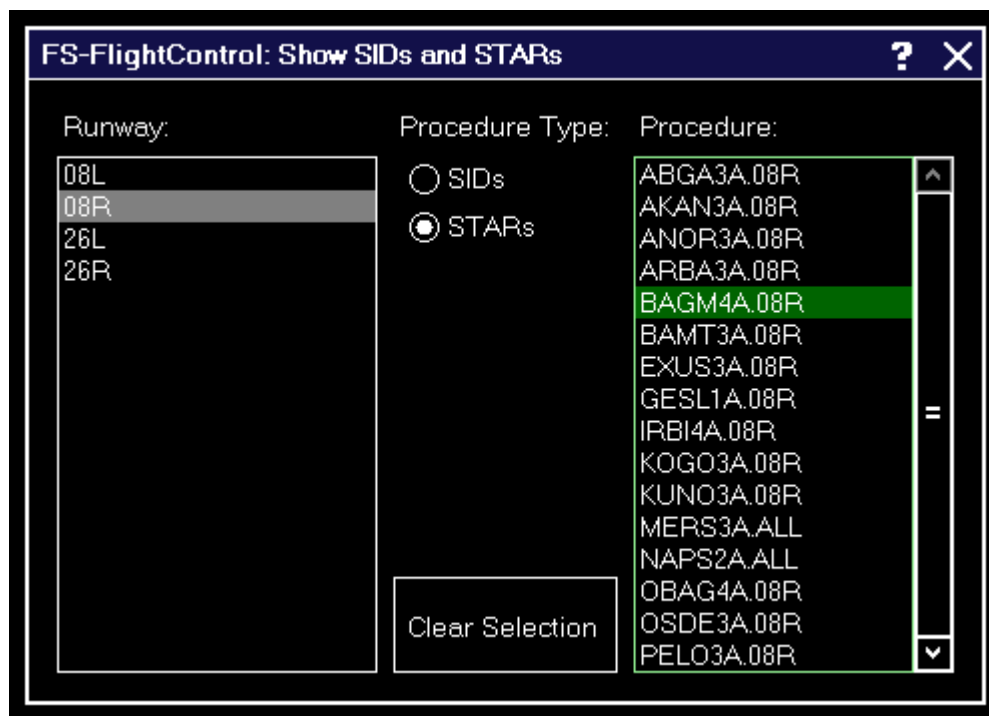 FS-FlightControl: Show SIDs and STARs ? X
Runway:
08L
08R
26L
26R
Procedure Type:
SIDs
STARs
Clear Selection
Procedure:
ABGA3A.08R
AKAN3A.08R
ANOR3A.08R
ARBA3A.08R
BAGM4A.08R
BAMT3A.08R
EXUS3A.08R
GESL1A.08R
IRBI4A.08R
KOGO3A.08R
KUNO3A.08R
MERS3A.ALL
NAPS2A.ALL
OBAG4A.08R
OSDE3A.08R
PELO3A.08R